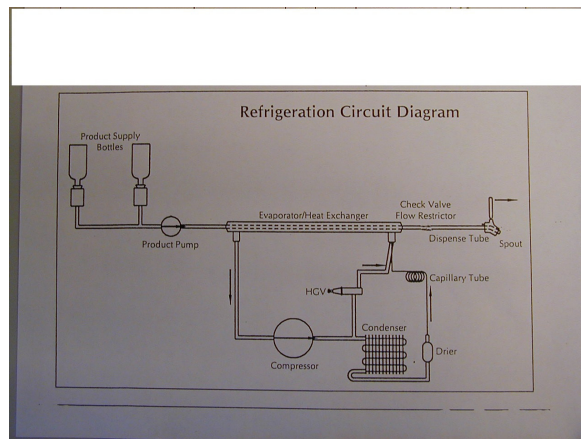 Refrigeration Circuit Diagram
Product Supply
Bottles
Check Valve
Flow Restrictor
Evaporator/Heat Exchanger
Dispense Tube
Spout
Product Pump
Capillary Tube
HGV
Condenser
Drier
Compressor